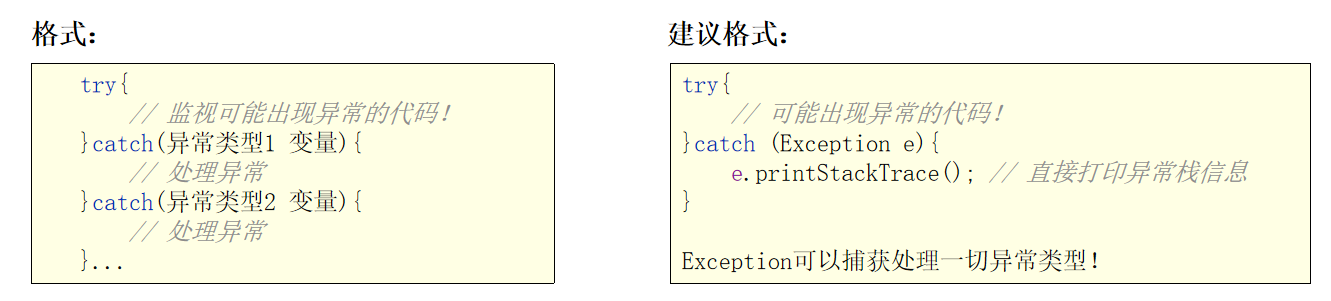 格式：
try{
// 监视可能出现异常的代码！
}catch(异常类型1 变量){
// 处理异常
}catch(异常类型2 变量){
// 处理异常
}...
建议格式：
try{
// 可能出现异常的代码！
}catch (Exception e){
e.printStackTrace(); // 直接打印异常栈信息
}
Exception可以捕获处理一切异常类型！